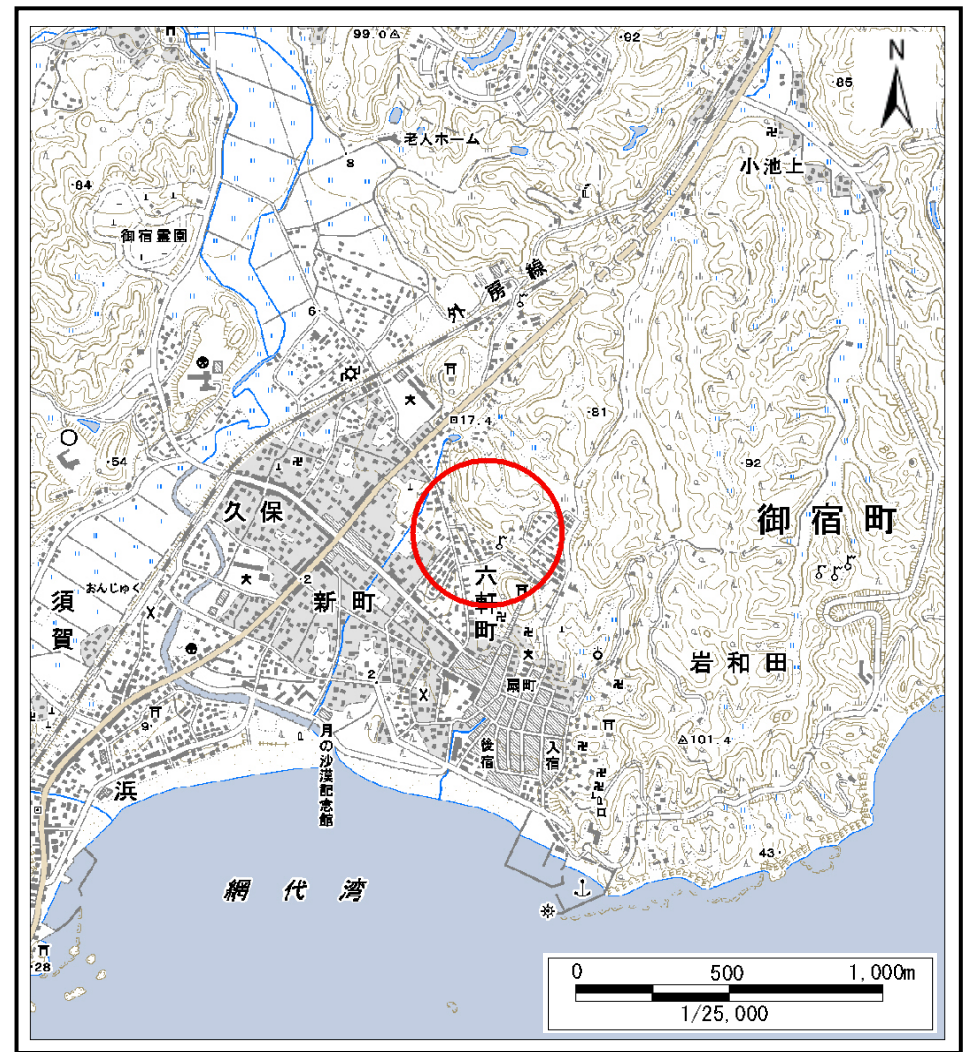 99.0
82
N
85
老人ホーム
8
小池上
84
御宿霊園
外房線
6
17.4
81
54
92
久保
御宿町
おんじゅく
2
六軒町
新町
須賀
岩和田
2
扇町
9
月の沙漠記念館
後宿
入宿
101.4
浜
43
網代湾
28
0 500 1,000m
1/25,000